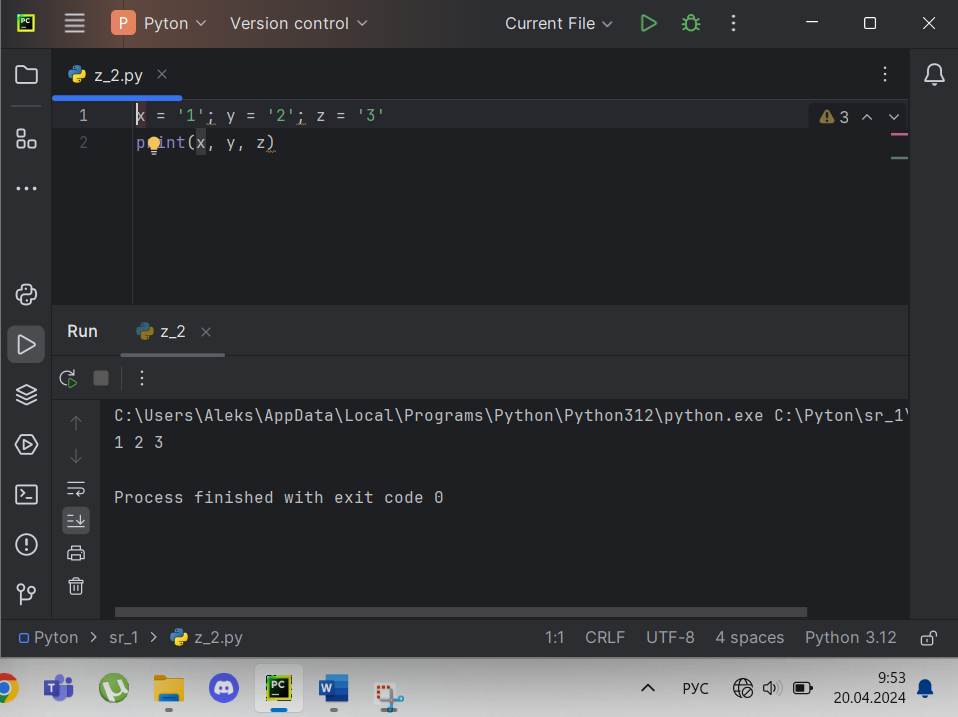 PC
P Pyton Version control Current File
z_2.py
3
1 x = '1'; y = '2'; z = '3'
2 print(x, y, z)
Run z_2
C:\Users\Aleks\AppData\Local\Programs\Python\Python312\python.exe C:\Pyton\sr_1\
1 2 3
Process finished with exit code 0
Pyton > sr_1 > z_2.py 1:1 CRLF UTF-8 4 spaces Python 3.12
T PC W РУС 9:53
20.04.2024